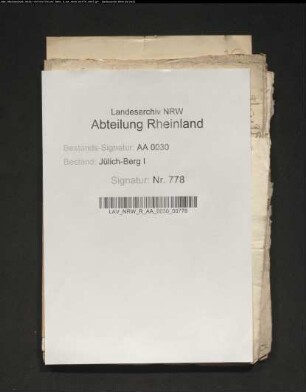 Landesarchiv NRW
Abteilung Rheinland
Bestands-Signatur: AA 0030
Bestand: Jülich-Berg I
Signatur: Nr. 778
LAV_NRW_R_AA_0030_00778